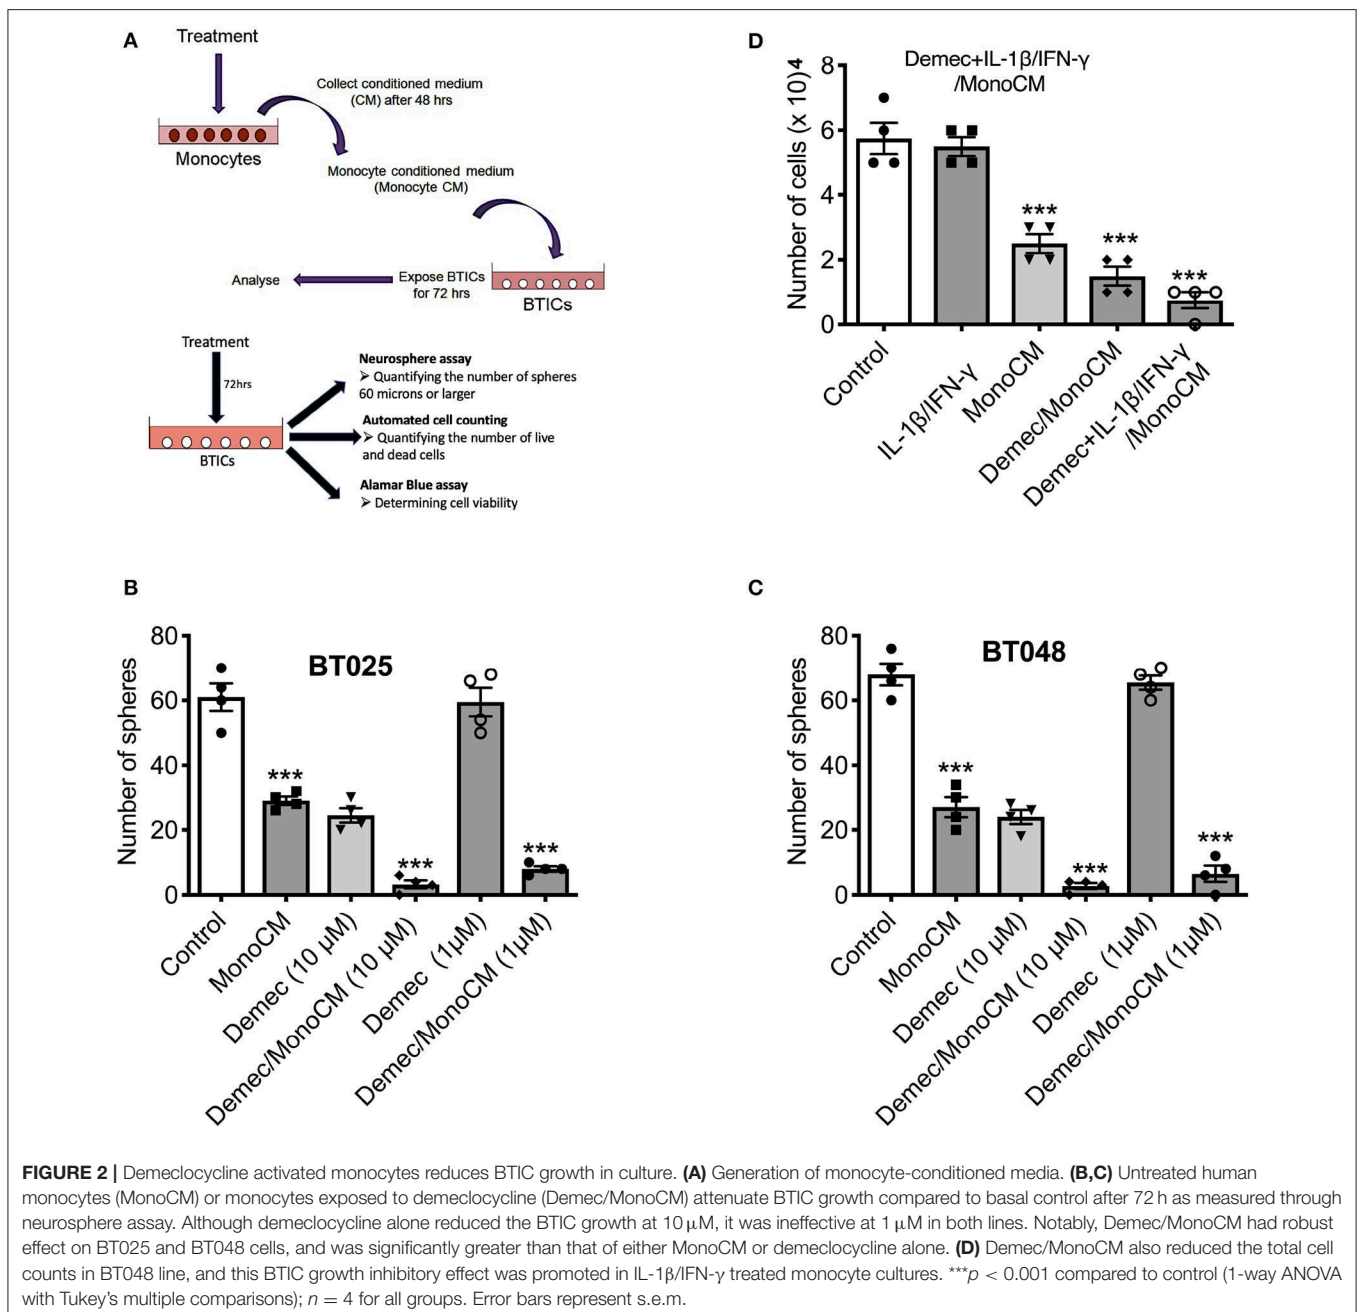 A
Treatment
Collect conditioned medium
(CM) after 48 hrs
Monocytes
Monocyte conditioned medium
(Monocyte CM)
Analyse
Expose BTICs
for 72 hrs
BTICs
Treatment
72hrs
BTICs
Neurosphere assay
➢ Quantifying the number of spheres
60 microns or larger
Automated cell counting
➢ Quantifying the number of live
and dead cells
Alamar Blue assay
➢ Determining cell viability
D
Demec+IL-1β/IFN-γ
/MonoCM
Number of cells (x 10)⁴
8
6
4
2
0
***
***
***
Control
IL-1β/IFN-γ
MonoCM
Demec/MonoCM
Demec+IL-1β/IFN-γ
/MonoCM
B
BT025
Number of spheres
80
60
40
20
0
***
***
***
Control
MonoCM
Demec (10 µM)
Demec/MonoCM (10 µM)
Demec (1µM)
Demec/MonoCM (1µM)
C
BT048
Number of spheres
80
60
40
20
0
***
***
***
Control
MonoCM
Demec (10 µM)
Demec/MonoCM (10 µM)
Demec (1µM)
Demec/MonoCM (1µM)
FIGURE 2 | Demeclocycline activated monocytes reduces BTIC growth in culture. (A) Generation of monocyte-conditioned media. (B,C) Untreated human
monocytes (MonoCM) or monocytes exposed to demeclocycline (Demec/MonoCM) attenuate BTIC growth compared to basal control after 72 h as measured through
neurosphere assay. Although demeclocycline alone reduced the BTIC growth at 10 µM, it was ineffective at 1 µM in both lines. Notably, Demec/MonoCM had robust
effect on BT025 and BT048 cells, and was significantly greater than that of either MonoCM or demeclocycline alone. (D) Demec/MonoCM also reduced the total cell
counts in BT048 line, and this BTIC growth inhibitory effect was promoted in IL-1β/IFN-γ treated monocyte cultures. ***p < 0.001 compared to control (1-way ANOVA
with Tukey's multiple comparisons); n = 4 for all groups. Error bars represent s.e.m.